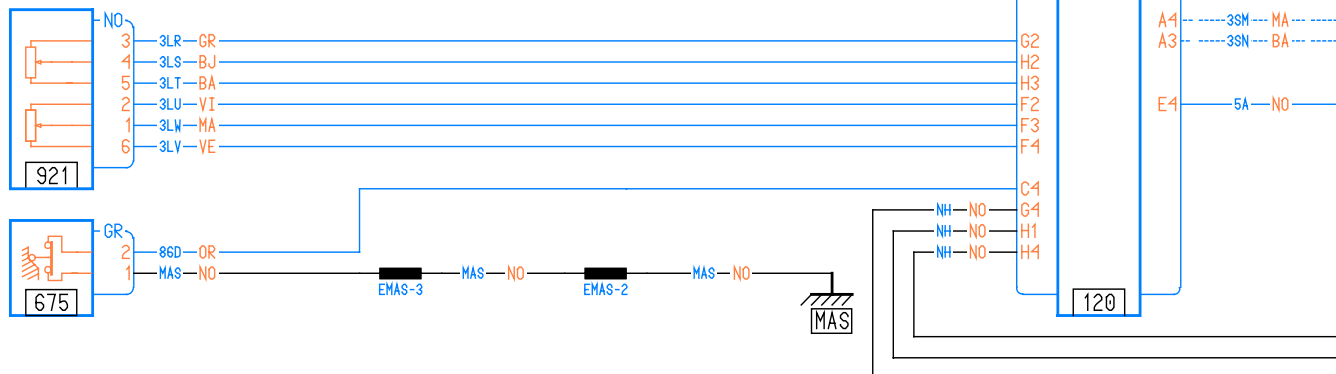 NO
3 3LR GR G2
4 3LS BJ H2
5 3LT BA H3
2 3LU VI F2
1 3LW MA F3
6 3LV VE F4
921
C4
G4 NH NO
H1 NH NO
H4 NH NO
GR
2 86D OR
1 MAS NO EMAS-3 MAS NO EMAS-2 MAS NO
675
MAS
120
A4 3SM MA
A3 3SN BA
E4 5A NO